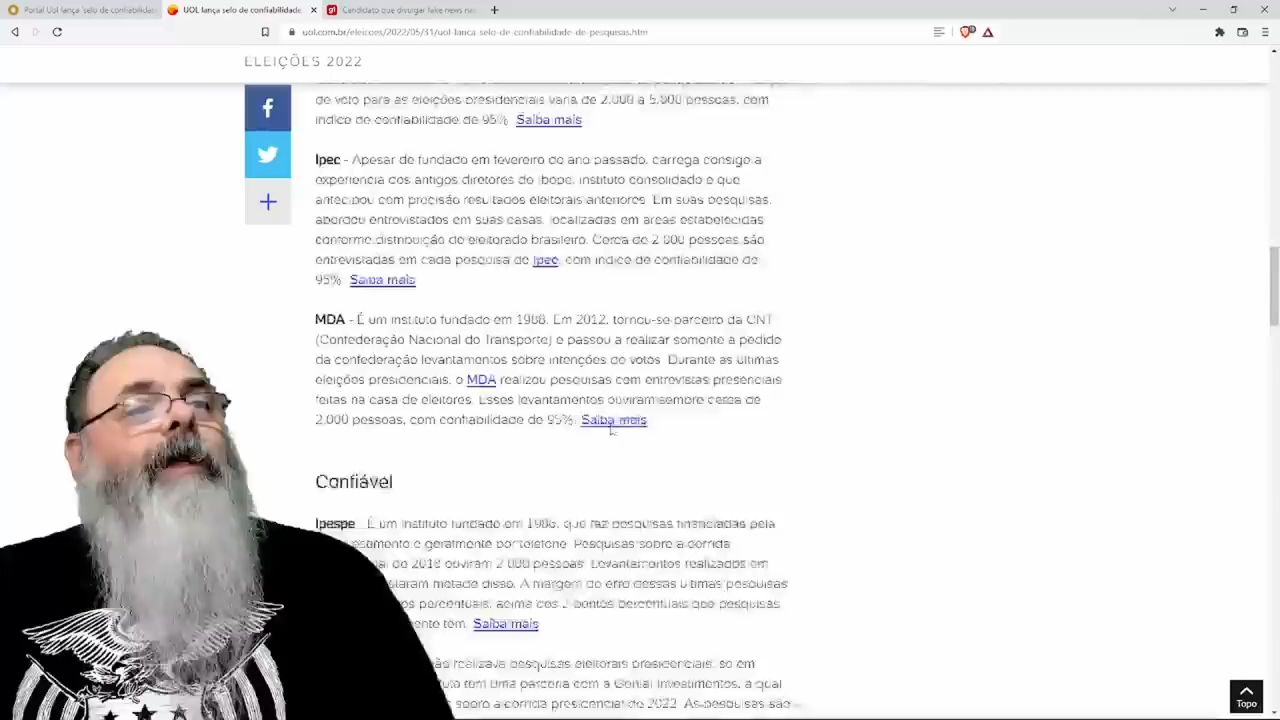 Portal Uol lança 'selo de confiabilidade
UOL lança selo de confiabilidade
Candidato que divulgar fake news
uol.com.br/eleicoes/2022/05/31/uol-lanca-selo-de-confiabilidade-de-pesquisas.htm
ELEIÇÕES 2022
de voto para as eleições presidenciais varia de 2.000 a 5.000 pessoas, com
índice de confiabilidade de 95%. Saiba mais
Ipec - Apesar de fundado em fevereiro do ano passado, carrega consigo a
experiência dos antigos diretores do Ibope, instituto consolidado e que
antecipou com precisão resultados eleitorais anteriores. Em suas pesquisas,
abordou entrevistados em suas casas, localizadas em áreas estabelecidas
conforme distribuição do eleitorado brasileiro. Cerca de 2.000 pessoas são
entrevistadas em cada pesquisa do Ipec, com índice de confiabilidade de
95%. Saiba mais
MDA - É um instituto fundado em 1988. Em 2012, tornou-se parceiro da CNT
(Confederação Nacional do Transporte) e passou a realizar somente a pedido
da confederação levantamentos sobre intenções de votos. Durante as últimas
eleições presidenciais, o MDA realizou pesquisas com entrevistas presenciais
feitas na casa de eleitores. Esses levantamentos ouviram sempre cerca de
2.000 pessoas, com confiabilidade de 95%. Saiba mais
Confiável
Ipespe É um instituto fundado em 1986, que faz pesquisas financiadas pela
e geralmente por telefone. Pesquisas sobre a corrida
de 2018 ouviram 2.000 pessoas. Levantamentos realizados em
metade disso. A margem de erro dessas últimas pesquisas
percentuais, acima dos 2 pontos percentuais que pesquisas
têm. Saiba mais
realizava pesquisas eleitorais presidenciais, só em
tem uma parceria com a Genial Investimentos, a qual
sobre a corrida presidencial de 2022. As pesquisas são
Topo